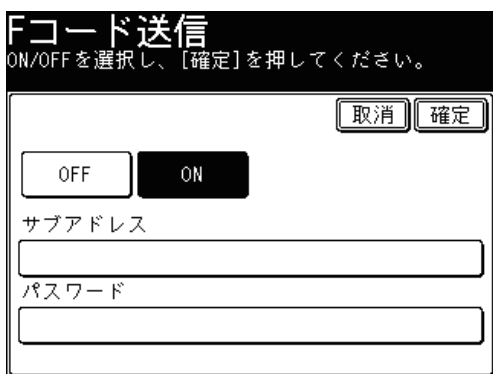 Fコード送信
ON/OFFを選択し、[確定]を押してください。
取消 確定
OFF ON
サブアドレス
パスワード